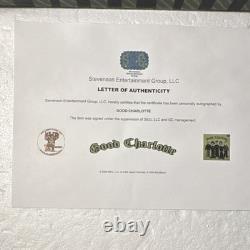 Stevenson Entertainment Group, LLC
LETTER OF AUTHENTICITY
Stevenson Entertainment Group, LLC, hereby certifies that the certificate has been personally autographed by
GOOD CHARLOTTE
The item was signed under the supervision of SEG, LLC and GC management.
Good Charlotte